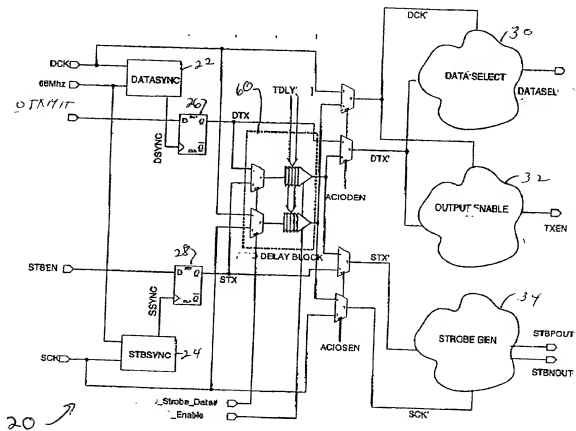 DCK
66Mhz
DATASYNC
22
26
D Q
Q
DSYNC
DTX
60
TDLY
DCK'
30
DATA-SELECT
DATASEL
DTX'
ACIODEN
32
OUTPUT ENABLE
TXEN
DELAY BLOCK
STBEN
28
D Q
Q
SSYNC
STX
STX'
34
STROBE GEN
STBPOUT
STBNOUT
STBSYNC
24
ACIOSEN
SCK
_Strobe_Data#
_Enable
SCK'
20